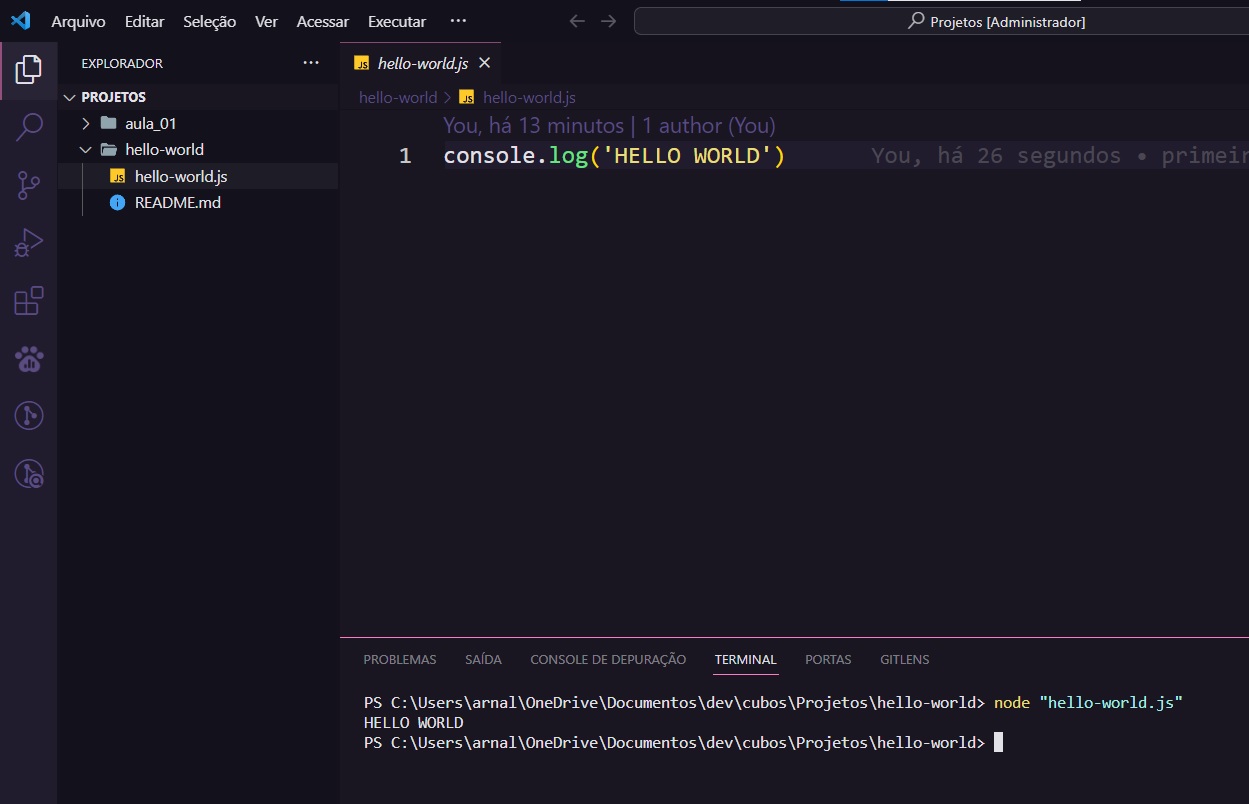 Arquivo Editar Seleção Ver Acessar Executar ··· Projetos [Administrador]
EXPLORADOR ···
PROJETOS
aula_01
hello-world
JS hello-world.js
README.md
JS hello-world.js
hello-world > JS hello-world.js
You, há 13 minutos | 1 author (You)
1 console.log('HELLO WORLD') You, há 26 segundos •
PROBLEMAS SAÍDA CONSOLE DE DEPURAÇÃO TERMINAL PORTAS GITLENS
PS C:\Users\arnal\OneDrive\Documentos\dev\cubos\Projetos\hello-world> node "hello-world.js"
HELLO WORLD
PS C:\Users\arnal\OneDrive\Documentos\dev\cubos\Projetos\hello-world>